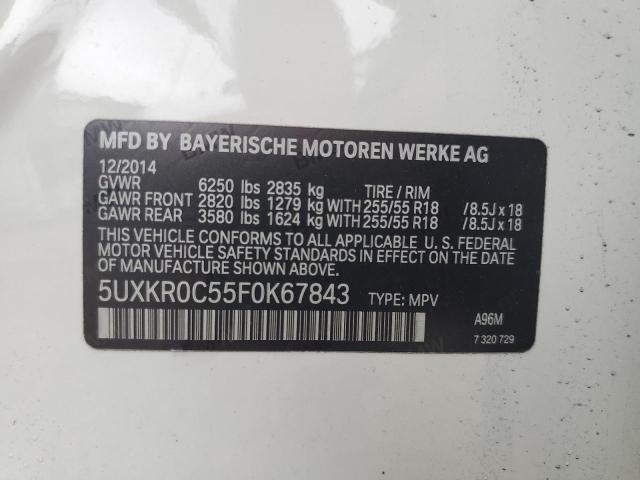 MFD BY BAYERISCHE MOTOREN WERKE AG
12/2014
GVWR 6250 lbs 2835 kg TIRE / RIM
GAWR FRONT 2820 lbs 1279 kg WITH 255/55 R18 /8.5J x 18
GAWR REAR 3580 lbs 1624 kg WITH 255/55 R18 /8.5J x 18
THIS VEHICLE CONFORMS TO ALL APPLICABLE U. S. FEDERAL
MOTOR VEHICLE SAFETY STANDARDS IN EFFECT ON THE DATE OF
MANUFACTURE SHOWN ABOVE.
5UXKR0C55F0K67843 TYPE: MPV
A96M
7 320 729